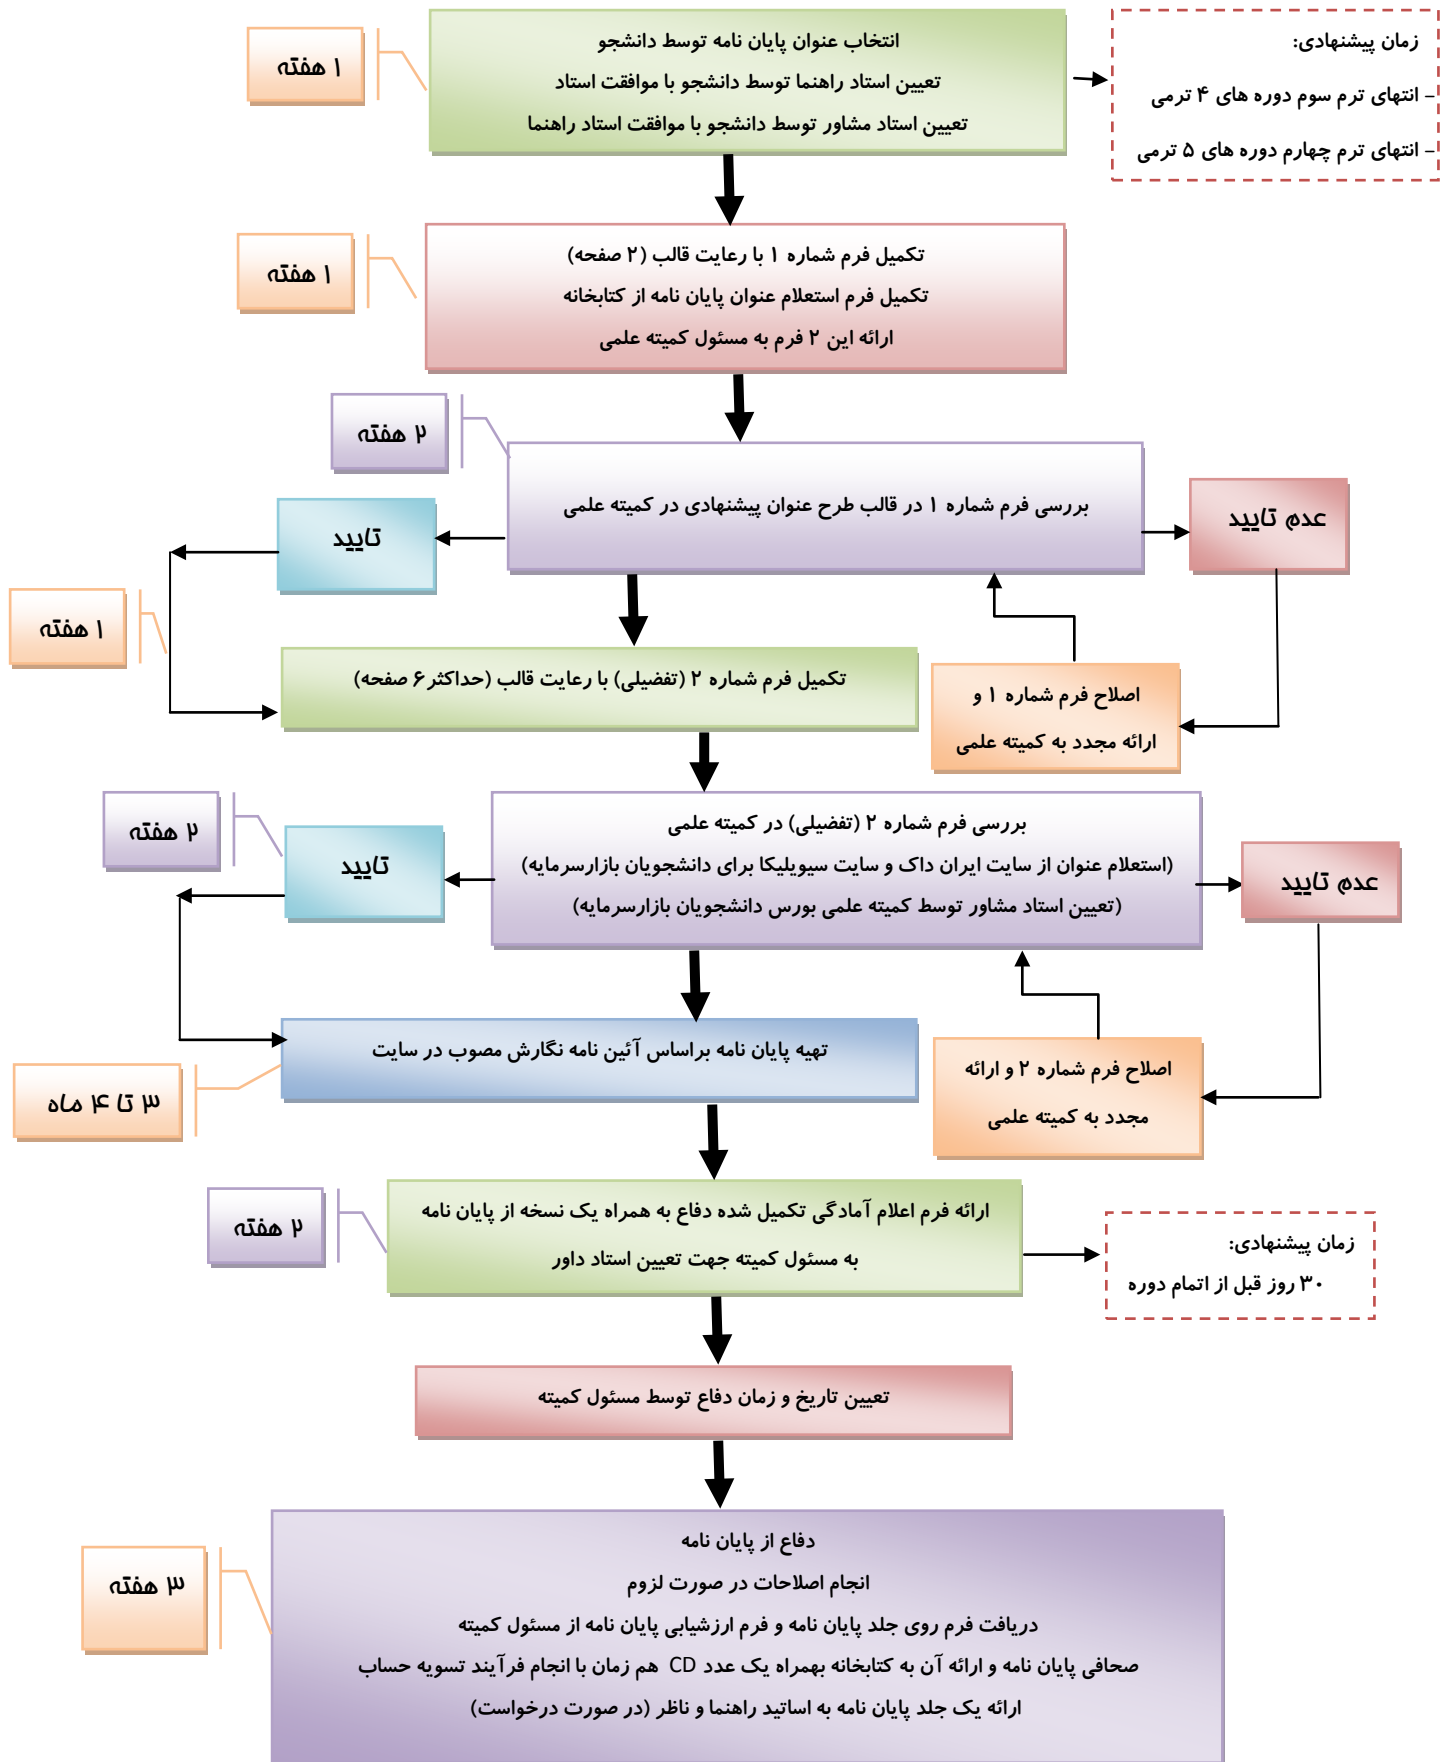 انتخاب عنوان پایان نامه توسط دانشجو
تعیین استاد راهنما توسط دانشجو با موافقت استاد
تعیین استاد مشاور توسط دانشجو با موافقت استاد راهنما
زمان پیشنهادی:
- انتهای ترم سوم دوره های ۴ ترمی
- انتهای ترم چهارم دوره های ۵ ترمی
۱ هفته
تکمیل فرم شماره ۱ با رعایت قالب (۲ صفحه)
تکمیل فرم استعلام عنوان پایان نامه از کتابخانه
ارائه این ۲ فرم به مسئول کمیته علمی
۱ هفته
۲ هفته
بررسی فرم شماره ۱ در قالب طرح عنوان پیشنهادی در کمیته علمی
عدم تایید
تایید
۱ هفته
تکمیل فرم شماره ۲ (تفضیلی) با رعایت قالب (حداکثر۶ صفحه)
اصلاح فرم شماره ۱ و
ارائه مجدد به کمیته علمی
۲ هفته
بررسی فرم شماره ۲ (تفضیلی) در کمیته علمی
(استعلام عنوان از سایت ایران داک و سایت سیویلیکا برای دانشجویان بازارسرمایه)
(تعیین استاد مشاور توسط کمیته علمی بورس دانشجویان بازارسرمایه)
عدم تایید
تایید
تهیه پایان نامه براساس آئین نامه نگارش مصوب در سایت
۳ تا ۴ ماه
اصلاح فرم شماره ۲ و ارائه
مجدد به کمیته علمی
ارائه فرم اعلام آمادگی تکمیل شده دفاع به همراه یک نسخه از پایان نامه
به مسئول کمیته جهت تعیین استاد داور
۲ هفته
زمان پیشنهادی:
۳۰ روز قبل از اتمام دوره
تعیین تاریخ و زمان دفاع توسط مسئول کمیته
۳ هفته
دفاع از پایان نامه
انجام اصلاحات در صورت لزوم
دریافت فرم روی جلد پایان نامه و فرم ارزشیابی پایان نامه از مسئول کمیته
صحافی پایان نامه و ارائه آن به کتابخانه بهمراه یک عدد CD هم زمان با انجام فرآیند تسویه حساب
ارائه یک جلد پایان نامه به اساتید راهنما و ناظر (در صورت درخواست)